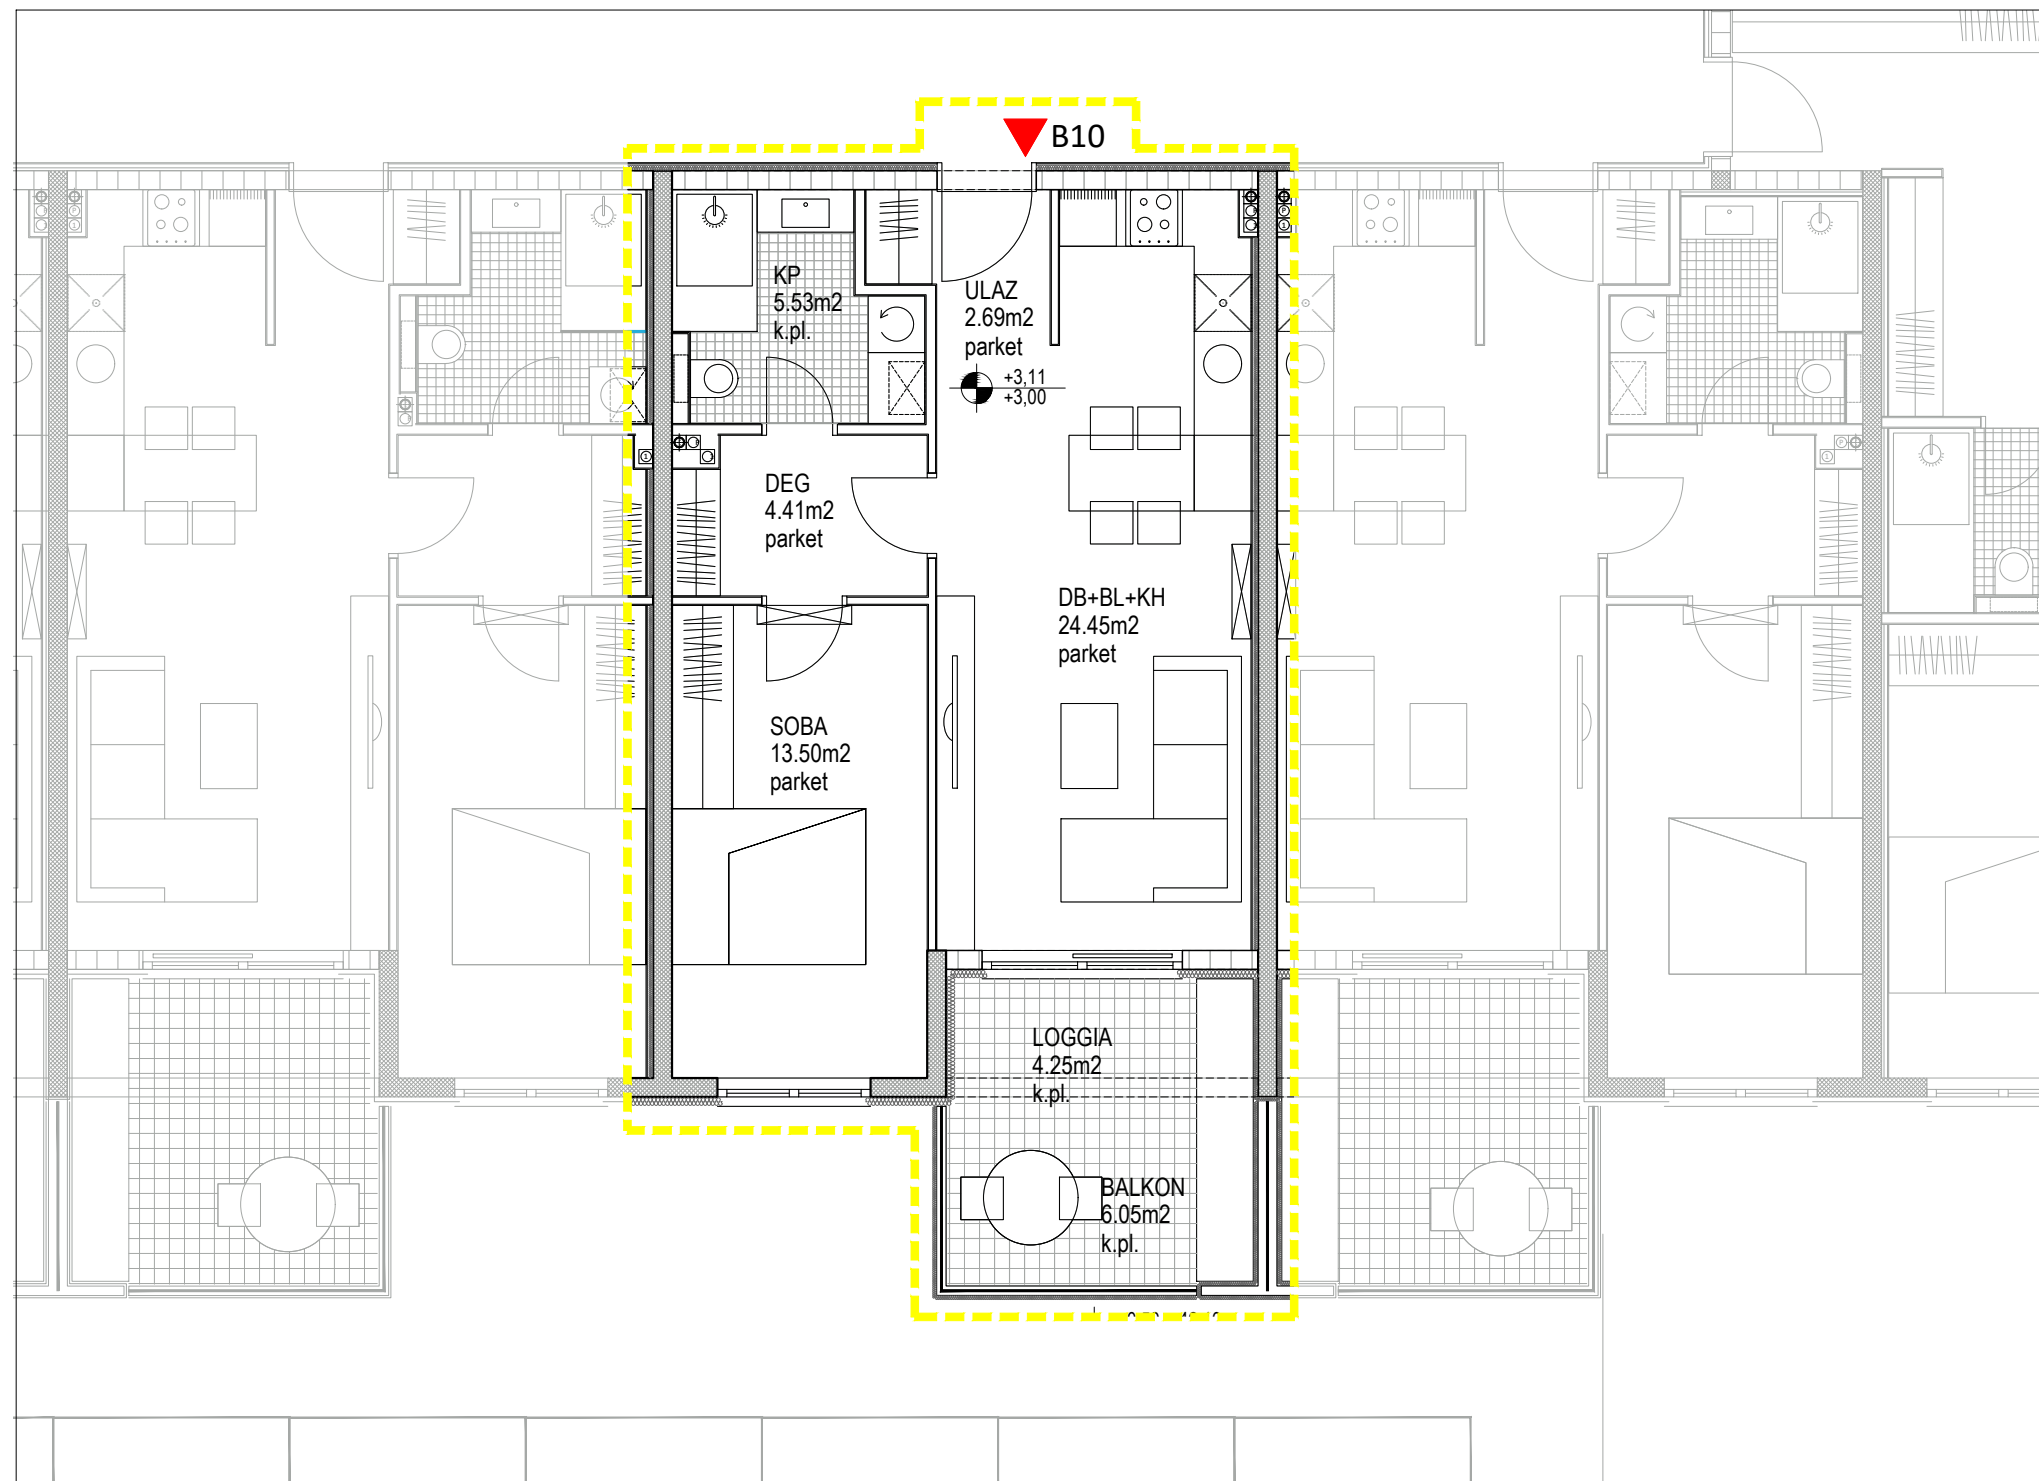 B10
KP
5.53m2
k.pl.
ULAZ
2.69m2
parket
+3,11
+3,00
DEG
4.41m2
parket
DB+BL+KH
24.45m2
parket
SOBA
13.50m2
parket
LOGGIA
4.25m2
k.pl.
BALKON
6.05m2
k.pl.